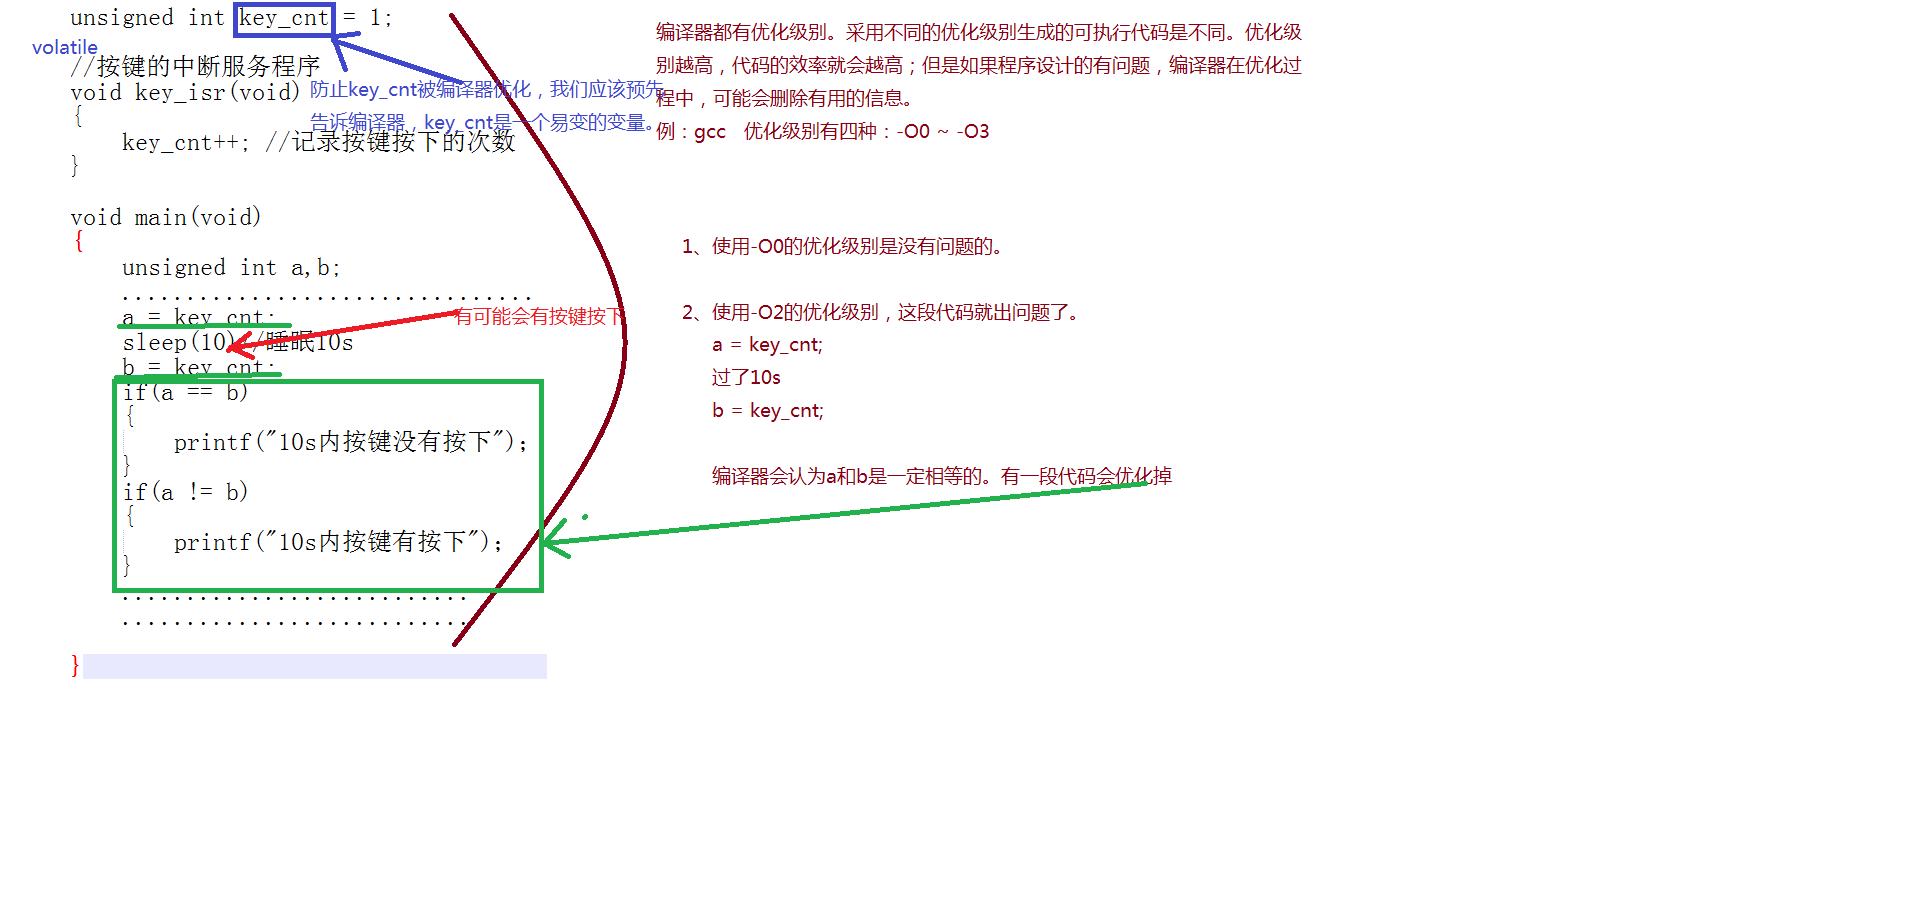 unsigned int key_cnt = 1;
volatile
//按键的中断服务程序
void key_isr(void)
防止key_cnt被编译器优化，我们应该预先
告诉编译器，key_cnt是一个易变的变量。
{
key_cnt++; //记录按键按下的次数
}
void main(void)
{
unsigned int a,b;
................................
a = key_cnt;
有可能会有按键按下
sleep(10)//睡眠10s
b = key_cnt;
if(a == b)
{
printf("10s内按键没有按下");
}
if(a != b)
{
printf("10s内按键有按下");
}
...........................
...........................
}
编译器都有优化级别。采用不同的优化级别生成的可执行代码是不同。优化级
别越高，代码的效率就会越高；但是如果程序设计的有问题，编译器在优化过
程中，可能会删除有用的信息。
例：gcc 优化级别有四种：-O0 ~ -O3
1、使用-O0的优化级别是没有问题的。
2、使用-O2的优化级别，这段代码就出问题了。
a = key_cnt;
过了10s
b = key_cnt;
编译器会认为a和b是一定相等的。有一段代码会优化掉